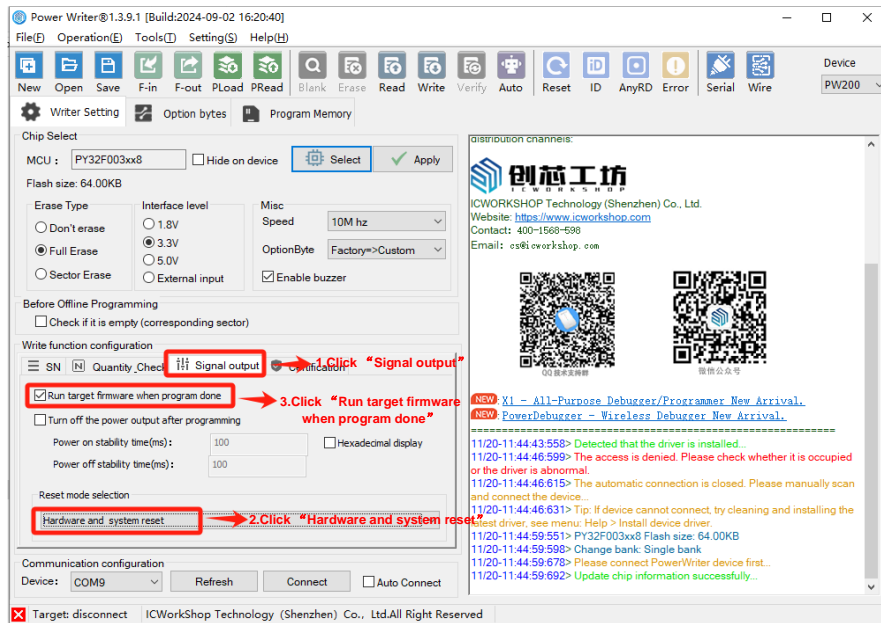 Power Writer®1.3.9.1 [Build:2024-09-02 16:20:40]
File(F) Operation(E) Tools(T) Setting(S) Help(H)
New Open Save F-in F-out PLoad PRead Blank Erase Read Write Verify Auto Reset ID AnyRD Error Serial Wire
Device
PW200
Writer Setting Option bytes Program Memory
Chip Select
MCU : PY32F003xx8 Hide on device Select Apply
Flash size: 64.00KB
Erase Type
Don't erase
Full Erase
Sector Erase
Interface level
1.8V
3.3V
5.0V
External input
Misc
Speed 10M hz
OptionByte Factory=>Custom
Enable buzzer
Before Offline Programming
Check if it is empty (corresponding sector)
Write function configuration
SN Quantity_Check Signal output
1.Click “Signal output”
Run target firmware when program done
3.Click “Run target firmware
when program done”
Turn off the power output after programming
Power on stability time(ms): 100 Hexadecimal display
Power off stability time(ms): 100
Reset mode selection
Hardware and system reset
2.Click “Hardware and system reset”
Communication configuration
Device: COM9 Refresh Connect Auto Connect
distribution channels:
创芯工坊
ICWORKSHOP
ICWORKSHOP Technology (Shenzhen) Co., Ltd.
Website: https://www.icworkshop.com
Contact: 400-1568-598
Email: cs@icworkshop.com
QQ 技术支持群
微信公众号
NEW: X1 - All-Purpose Debugger/Programmer New Arrival.
NEW: PowerDebugger - Wireless Debugger New Arrival.
11/20-11:44:43:558> Detected that the driver is installed...
11/20-11:44:46:599> The access is denied. Please check whether it is occupied
or the driver is abnormal.
11/20-11:44:46:615> The automatic connection is closed. Please manually scan
and connect the device...
11/20-11:44:46:631> Tip: If device cannot connect, try cleaning and installing the
latest driver, see menu: Help > Install device driver.
11/20-11:44:59:551> PY32F003xx8 Flash size: 64.00KB
11/20-11:44:59:598> Change bank: Single bank
11/20-11:44:59:678> Please connect PowerWriter device first...
11/20-11:44:59:692> Update chip information successfully...
Target: disconnect ICWorkShop Technology (Shenzhen) Co., Ltd.All Right Reserved